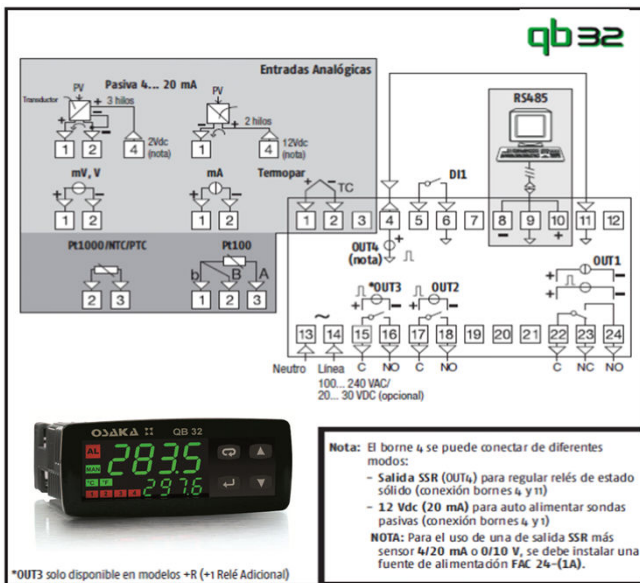 qb 32
Entradas Analógicas
Pasiva 4... 20 mA
Transductor
PV
3 hilos
PV
2 hilos
1 2 4
2Vdc
(nota)
1 4
12Vdc
(nota)
mV, V
mA
Termopar
1 2
1 2
TC
Pt1000/NTC/PTC
Pt100
b B A
2 3
1 2 3
RS485
DI1
1 2 3 4 5 6 7 8 9 10 11 12
OUT4
(nota)
OUT1
*OUT3
OUT2
13 14 15 16 17 18 19 20 21 22 23 24
Neutro Línea C NO C NO C NC NO
100... 240 VAC/
20... 30 VDC (opcional)
OSAKA QB 32
AL
MAN
283.5
°C °F
1 2 3 4
297.6
Nota: El borne 4 se puede conectar de diferentes
modos:
- Salida SSR (OUT4) para regular relés de estado
sólido (conexión bornes 4 y 11)
- 12 Vdc (20 mA) para auto alimentar sondas
pasivas (conexión bornes 4 y 1)
NOTA: Para el uso de una de salida SSR más
sensor 4/20 mA o 0/10 V, se debe instalar una
fuente de alimentación FAC 24-(1A).
*OUT3 solo disponible en modelos +R (+1 Relé Adicional)